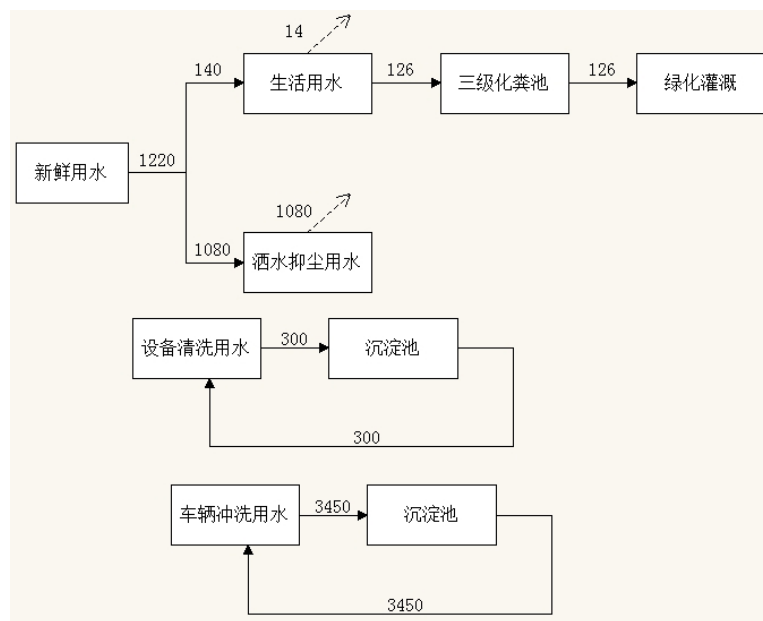 14
140
生活用水
126
三级化粪池
126
绿化灌溉
新鲜用水
1220
1080
1080
洒水抑尘用水
设备清洗用水
300
沉淀池
300
车辆冲洗用水
3450
沉淀池
3450